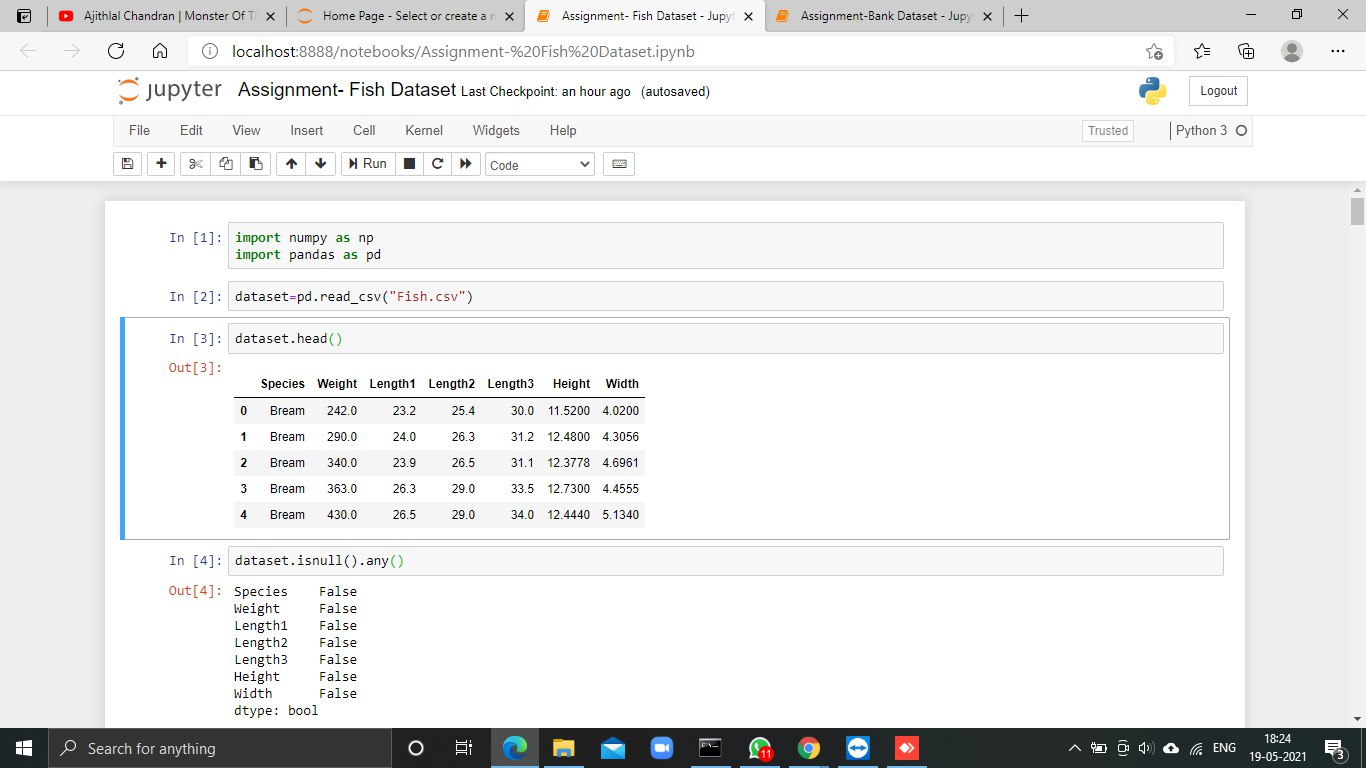 Ajithlal Chandran | Monster Of T
Home Page - Select or create a n
Assignment- Fish Dataset - Jupyt
Assignment-Bank Dataset - Jupy
localhost:8888/notebooks/Assignment-%20Fish%20Dataset.ipynb
jupyter Assignment- Fish Dataset Last Checkpoint: an hour ago (autosaved)
Logout
File Edit View Insert Cell Kernel Widgets Help
Trusted
Python 3
Run
Code
In [1]: import numpy as np
import pandas as pd
In [2]: dataset=pd.read_csv("Fish.csv")
In [3]: dataset.head()
Out[3]:
Species Weight Length1 Length2 Length3 Height Width
0 Bream 242.0 23.2 25.4 30.0 11.5200 4.0200
1 Bream 290.0 24.0 26.3 31.2 12.4800 4.3056
2 Bream 340.0 23.9 26.5 31.1 12.3778 4.6961
3 Bream 363.0 26.3 29.0 33.5 12.7300 4.4555
4 Bream 430.0 26.5 29.0 34.0 12.4440 5.1340
In [4]: dataset.isnull().any()
Out[4]: Species False
Weight False
Length1 False
Length2 False
Length3 False
Height False
Width False
dtype: bool
Search for anything
11
ENG
18:24
19-05-2021
3